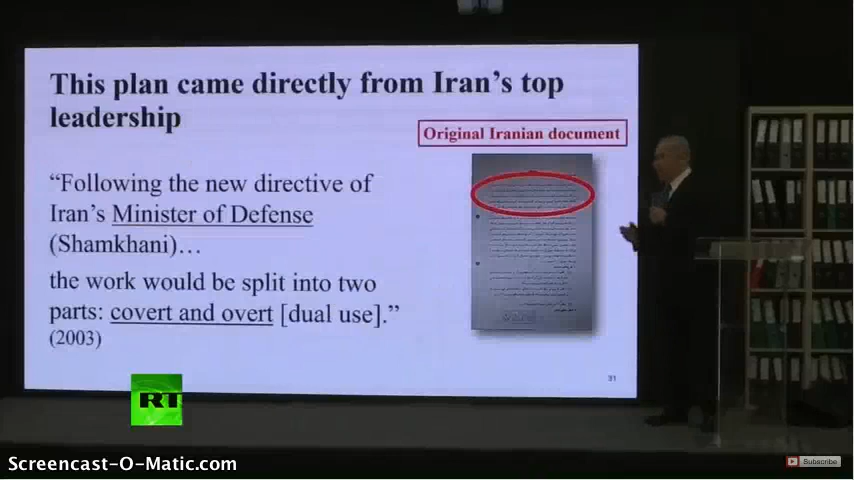 This plan came directly from Iran's top
leadership
Original Iranian document
“Following the new directive of
Iran's Minister of Defense
(Shamkhani)…
the work would be split into two
parts: covert and overt [dual use].”
(2003)
31
RT
Subscribe
Screencast-O-Matic.com